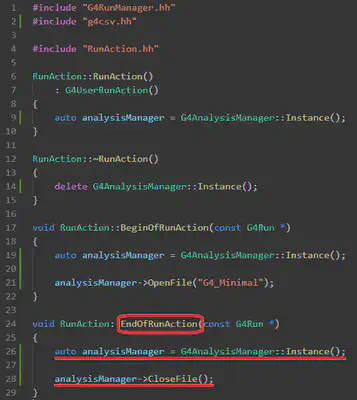 1 #include "G4RunManager.hh"
2 #include "g4csv.hh"
3
4 #include "RunAction.hh"
5
6 RunAction::RunAction()
7 : G4UserRunAction()
8 {
9 auto analysisManager = G4AnalysisManager::Instance();
10 }
11
12 RunAction::~RunAction()
13 {
14 delete G4AnalysisManager::Instance();
15 }
16
17 void RunAction::BeginOfRunAction(const G4Run *)
18 {
19 auto analysisManager = G4AnalysisManager::Instance();
20
21 analysisManager->OpenFile("G4_Minimal");
22 }
23
24 void RunAction::EndOfRunAction(const G4Run *)
25 {
26 auto analysisManager = G4AnalysisManager::Instance();
27
28 analysisManager->CloseFile();
29 }